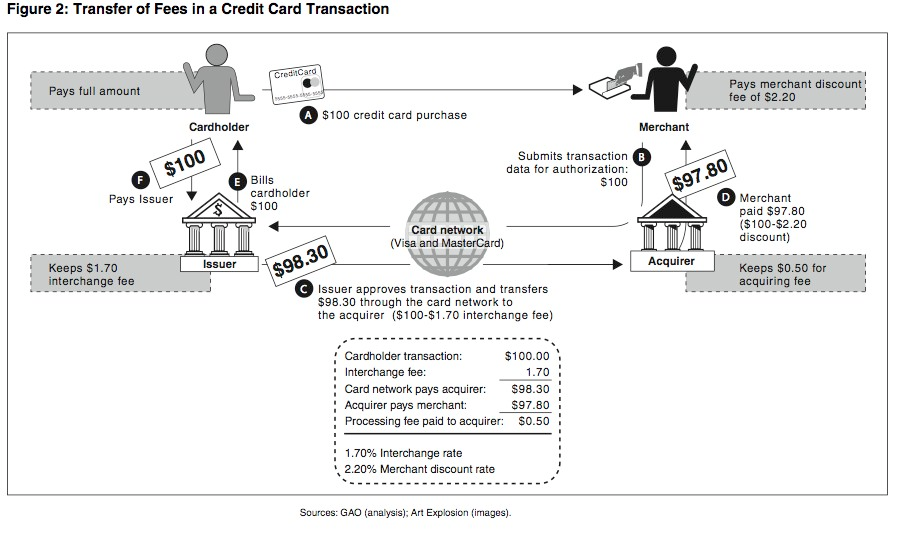 Figure 2: Transfer of Fees in a Credit Card Transaction
Pays full amount
CreditCard
Pays merchant discount
fee of $2.20
A $100 credit card purchase
Cardholder
Merchant
$100
F
Pays Issuer
E Bills
cardholder
$100
$
Submits transaction
data for authorization:
$100
B
$97.80
D Merchant
paid $97.80
($100-$2.20
discount)
Card network
(Visa and MasterCard)
Issuer
Acquirer
$98.30
Keeps $1.70
interchange fee
Keeps $0.50 for
acquiring fee
C Issuer approves transaction and transfers
$98.30 through the card network to
the acquirer ($100-$1.70 interchange fee)
Cardholder transaction: $100.00
Interchange fee: 1.70
Card network pays acquirer: $98.30
Acquirer pays merchant: $97.80
Processing fee paid to acquirer: $0.50
1.70% Interchange rate
2.20% Merchant discount rate
Sources: GAO (analysis); Art Explosion (images).